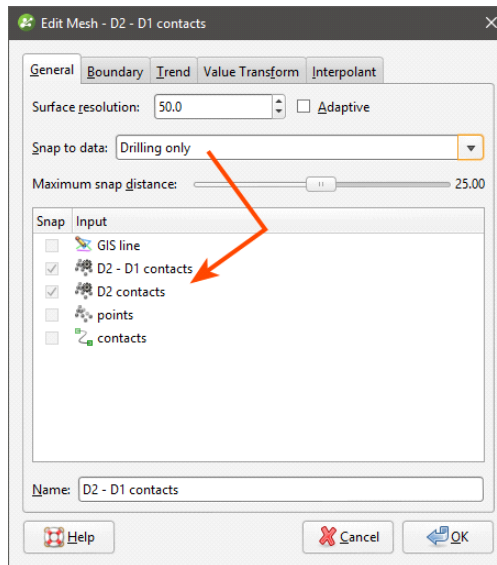 Edit Mesh - D2 - D1 contacts
General Boundary Trend Value Transform Interpolant
Surface resolution: 50.0 Adaptive
Snap to data: Drilling only
Maximum snap distance: 25.00
Snap Input
GIS line
D2 - D1 contacts
D2 contacts
points
contacts
Name: D2 - D1 contacts
Help Cancel OK